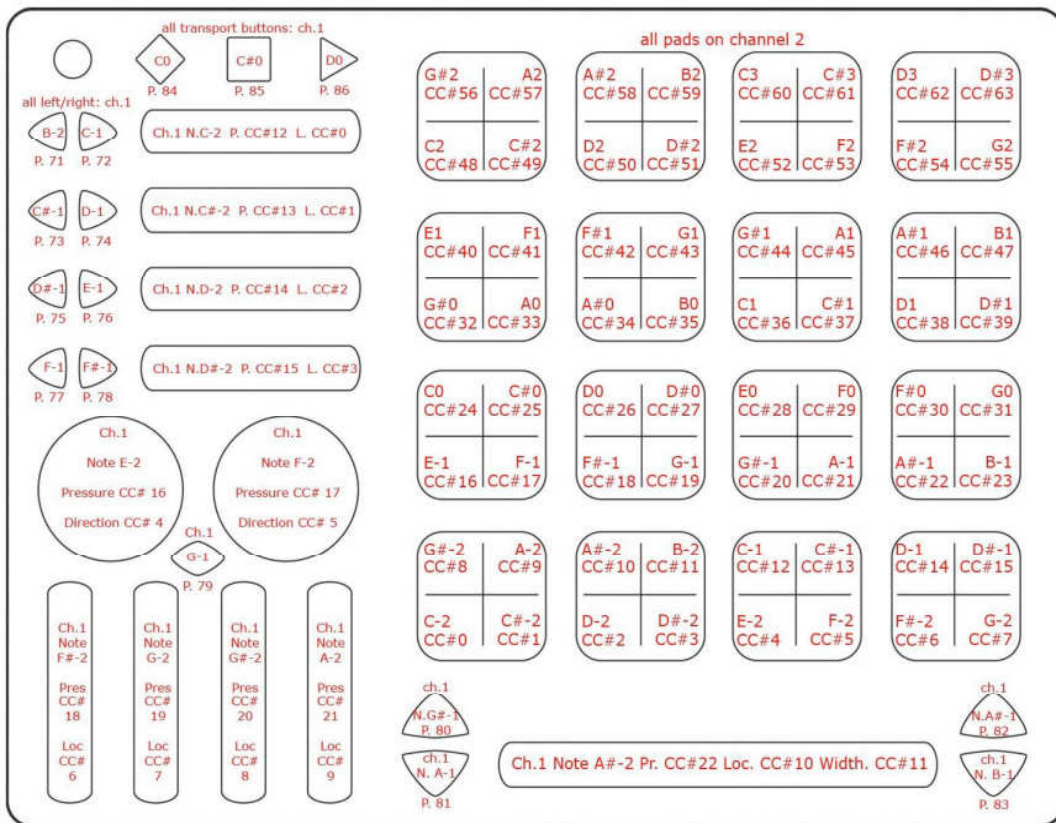 all transport buttons: ch.1
C0 C#0 D0
P. 84 P. 85 P. 86
all left/right: ch.1
B-2 C-1 Ch.1 N.C-2 P. CC#12 L. CC#0
P. 71 P. 72
C#-1 D-1 Ch.1 N.C#-2 P. CC#13 L. CC#1
P. 73 P. 74
D#-1 E-1 Ch.1 N.D-2 P. CC#14 L. CC#2
P. 75 P. 76
F-1 F#-1 Ch.1 N.D#-2 P. CC#15 L. CC#3
P. 77 P. 78
Ch.1
Note E-2
Pressure CC# 16
Direction CC# 4
Ch.1
Note F-2
Pressure CC# 17
Direction CC# 5
Ch.1
G-1
P. 79
Ch.1
Note
F#-2
Pres
CC#
18
Loc
CC#
6
Ch.1
Note
G-2
Pres
CC#
19
Loc
CC#
7
Ch.1
Note
G#-2
Pres
CC#
20
Loc
CC#
8
Ch.1
Note
A-2
Pres
CC#
21
Loc
CC#
9
all pads on channel 2
G#2 A2 A#2 B2 C3 C#3 D3 D#3
CC#56 CC#57 CC#58 CC#59 CC#60 CC#61 CC#62 CC#63
C2 C#2 D2 D#2 E2 F2 F#2 G2
CC#48 CC#49 CC#50 CC#51 CC#52 CC#53 CC#54 CC#55
E1 F1 F#1 G1 G#1 A1 A#1 B1
CC#40 CC#41 CC#42 CC#43 CC#44 CC#45 CC#46 CC#47
G#0 A0 A#0 B0 C1 C#1 D1 D#1
CC#32 CC#33 CC#34 CC#35 CC#36 CC#37 CC#38 CC#39
C0 C#0 D0 D#0 E0 F0 F#0 G0
CC#24 CC#25 CC#26 CC#27 CC#28 CC#29 CC#30 CC#31
E-1 F-1 F#-1 G-1 G#-1 A-1 A#-1 B-1
CC#16 CC#17 CC#18 CC#19 CC#20 CC#21 CC#22 CC#23
G#-2 A-2 A#-2 B-2 C-1 C#-1 D-1 D#-1
CC#8 CC#9 CC#10 CC#11 CC#12 CC#13 CC#14 CC#15
C-2 C#-2 D-2 D#-2 E-2 F-2 F#-2 G-2
CC#0 CC#1 CC#2 CC#3 CC#4 CC#5 CC#6 CC#7
ch.1
N.G#-1
P. 80
ch.1
N. A-1
P. 81
Ch.1 Note A#-2 Pr. CC#22 Loc. CC#10 Width. CC#11
ch.1
N.A#-1
P. 82
ch.1
N. B-1
P.83